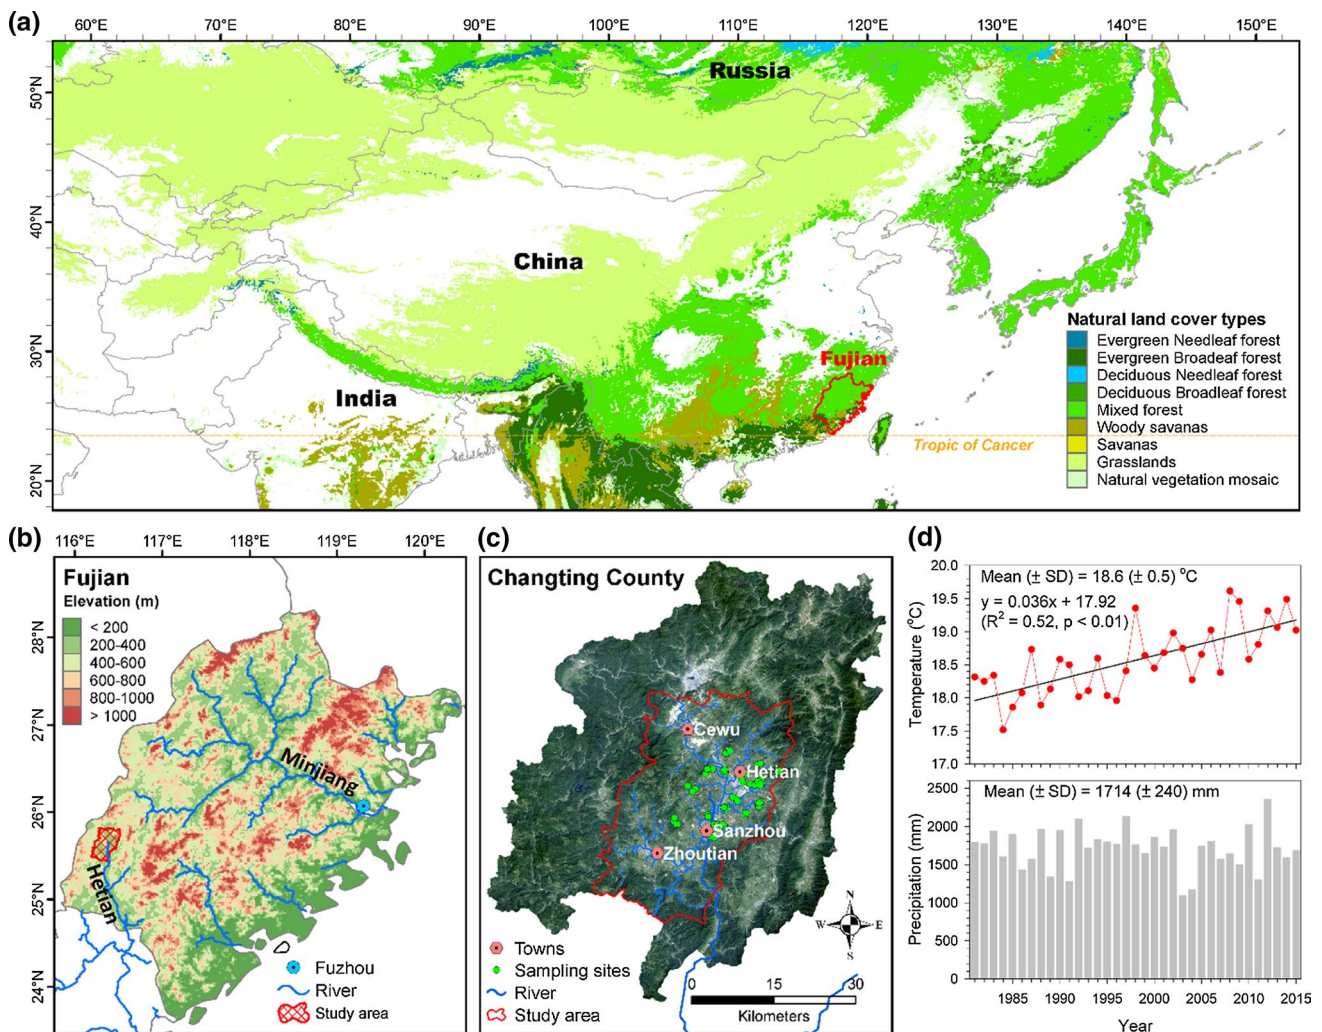 (a)
60°E 70°E 80°E 90°E 100°E 110°E 120°E 130°E 140°E 150°E
50°N
40°N
30°N
20°N
Russia
China
India
Fujian
Tropic of Cancer
Natural land cover types
Evergreen Needleaf forest
Evergreen Broadleaf forest
Deciduous Needleaf forest
Deciduous Broadleaf forest
Mixed forest
Woody savanas
Savanas
Grasslands
Natural vegetation mosaic
(b)
116°E 117°E 118°E 119°E 120°E
28°N
27°N
26°N
25°N
24°N
Fujian
Elevation (m)
< 200
200-400
400-600
600-800
800-1000
> 1000
Minjiang
Hetian
Fuzhou
River
Study area
(c)
Changting County
Cewu
Hetian
Sanzhou
Zhoutian
N
W E
S
Towns
Sampling sites
River
Study area
0 15 30
Kilometers
(d)
Mean (± SD) = 18.6 (± 0.5) °C
y = 0.036x + 17.92
(R² = 0.52, p < 0.01)
Temperature (°C)
20.0
19.5
19.0
18.5
18.0
17.5
17.0
Mean (± SD) = 1714 (± 240) mm
Precipitation (mm)
2500
2000
1500
1000
500
0
1985 1990 1995 2000 2005 2010 2015
Year